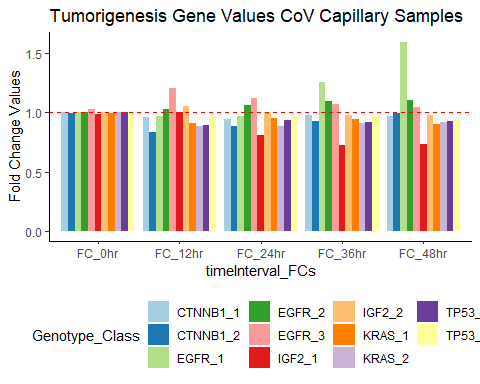 Tumorigenesis Gene Values CoV Capillary Samples
Fold Change Values
1.5
1.0
0.5
0.0
FC_0hr FC_12hr FC_24hr FC_36hr FC_48hr
timeInterval_FCs
Genotype_Class
CTNNB1_1 EGFR_2 IGF2_2 TP53_
CTNNB1_2 EGFR_3 KRAS_1 TP53_
EGFR_1 IGF2_1 KRAS_2